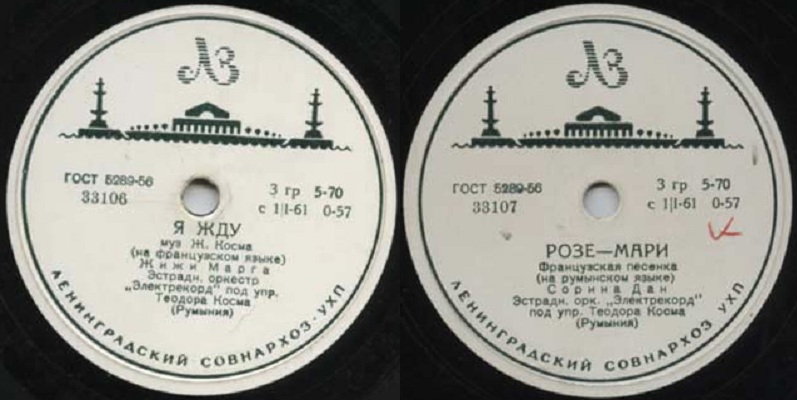 ЛЗ
ГОСТ 5289-56
33106
3 гр 5-70
с 1|I-61 0-57
Я ЖДУ
муз Ж. Косма
(на французском языке)
Жижи Марга
Эстрадн. оркестр
„Электрекорд" под упр.
Теодора Косма
(Румыния)
ЛЕНИНГРАДСКИЙ СОВНАРХОЗ-УХП
ЛЗ
ГОСТ 5289-56
33107
3 гр 5-70
с 1|I-61 0-57
РОЗЕ—МАРИ
Французская песенка
(на румынском языке)
Сорина Дан
Эстрадн. орк. „Электрекорд"
под упр. Теодора Косма
(Румыния)
ЛЕНИНГРАДСКИЙ СОВНАРХОЗ УХП